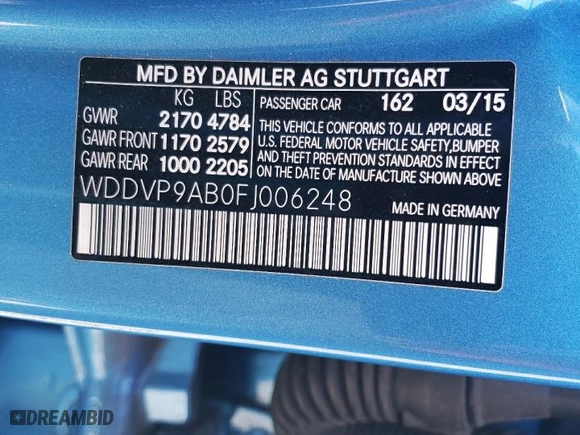 MFD BY DAIMLER AG STUTTGART
KG LBS
GVWR 2170 4784
GAWR FRONT 1170 2579
GAWR REAR 1000 2205
PASSENGER CAR 162 03/15
THIS VEHICLE CONFORMS TO ALL APPLICABLE
U.S. FEDERAL MOTOR VEHICLE SAFETY,BUMPER
AND THEFT PREVENTION STANDARDS IN EFFECT
ON THE DATE OF MANUFACTURE SHOWN ABOVE.
WDDVP9AB0FJ006248
MADE IN GERMANY
DREAMBID